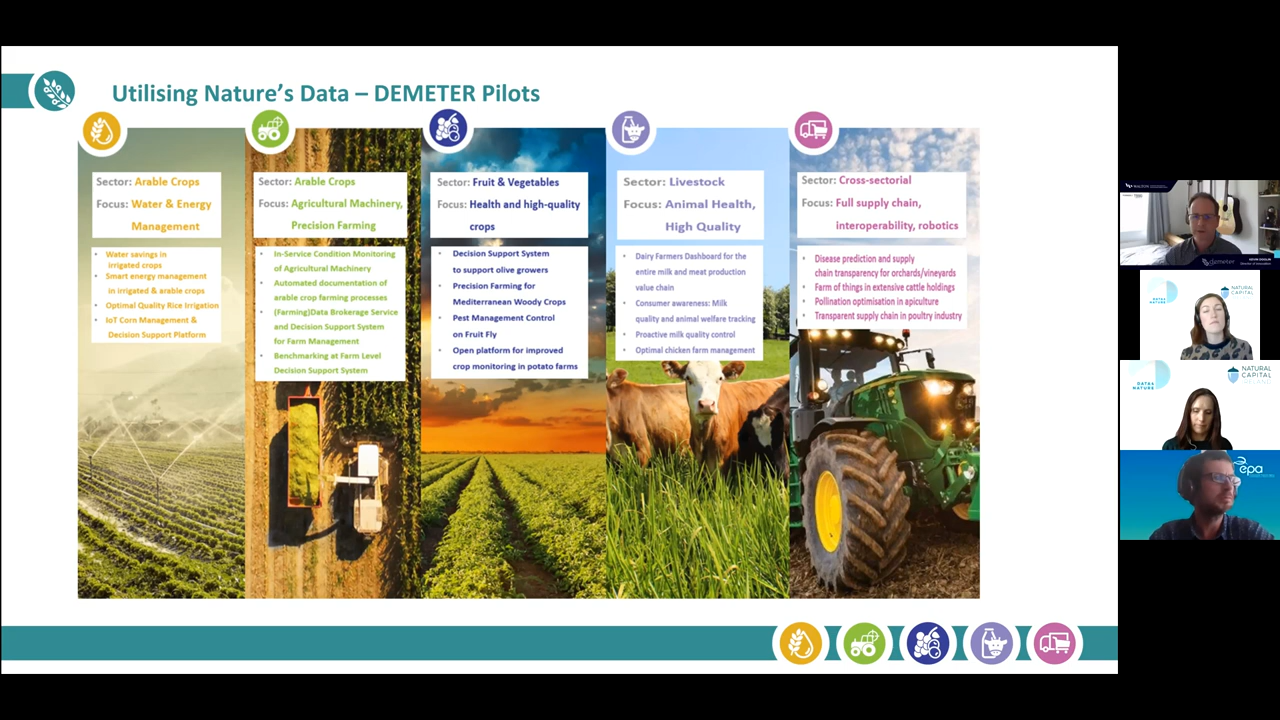 Utilising Nature's Data – DEMETER Pilots
Sector: Arable Crops
Focus: Water & Energy
Management
Water savings in
irrigated crops
Smart energy management
in irrigated & arable crops
Optimal Quality Rice Irrigation
IoT Corn Management &
Decision Support Platform
Sector: Arable Crops
Focus: Agricultural Machinery,
Precision Farming
In-Service Condition Monitoring
of Agricultural Machinery
Automated documentation of
arable crop farming processes
(Farming)Data Brokerage Service
and Decision Support System
for Farm Management
Benchmarking at Farm Level
Decision Support System
Sector: Fruit & Vegetables
Focus: Health and high-quality
crops
Decision Support System
to support olive growers
Precision Farming for
Mediterranean Woody Crops
Pest Management Control
on Fruit Fly
Open platform for improved
crop monitoring in potato farms
Sector: Livestock
Focus: Animal Health,
High Quality
Dairy Farmers Dashboard for the
entire milk and meat production
value chain
Consumer awareness: Milk
quality and animal welfare tracking
Proactive milk quality control
Optimal chicken farm management
Sector: Cross-sectorial
Focus: Full supply chain,
interoperability, robotics
Disease prediction and supply
chain transparency for orchards/vineyards
Farm of things in extensive cattle holdings
Pollination optimisation in apiculture
Transparent supply chain in poultry industry
WALTON
demeter
NATURAL
CAPITAL
DATA4
NATURE
NATURAL
CAPITAL
epa